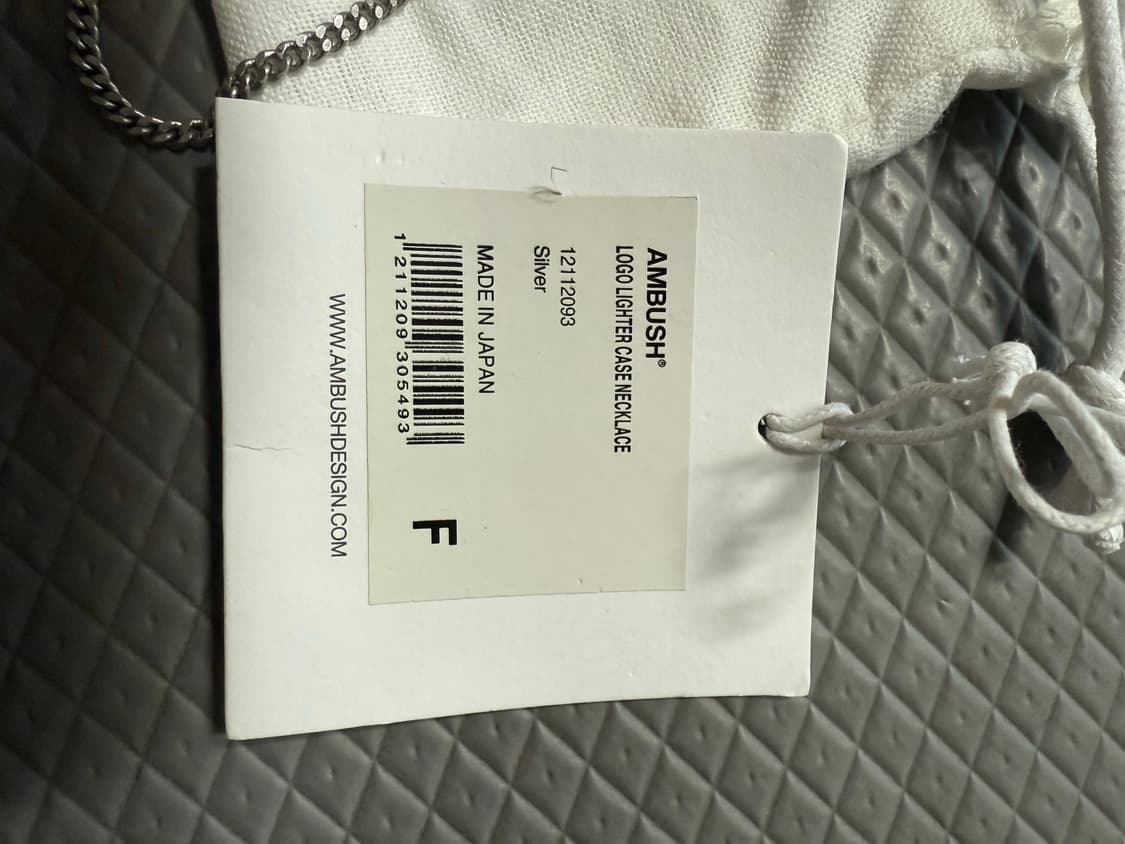 AMBUSH®
LOGO LIGHTER CASE NECKLACE
12112093
Silver
MADE IN JAPAN
1 211209 305493
F
WWW.AMBUSHDESIGN.COM